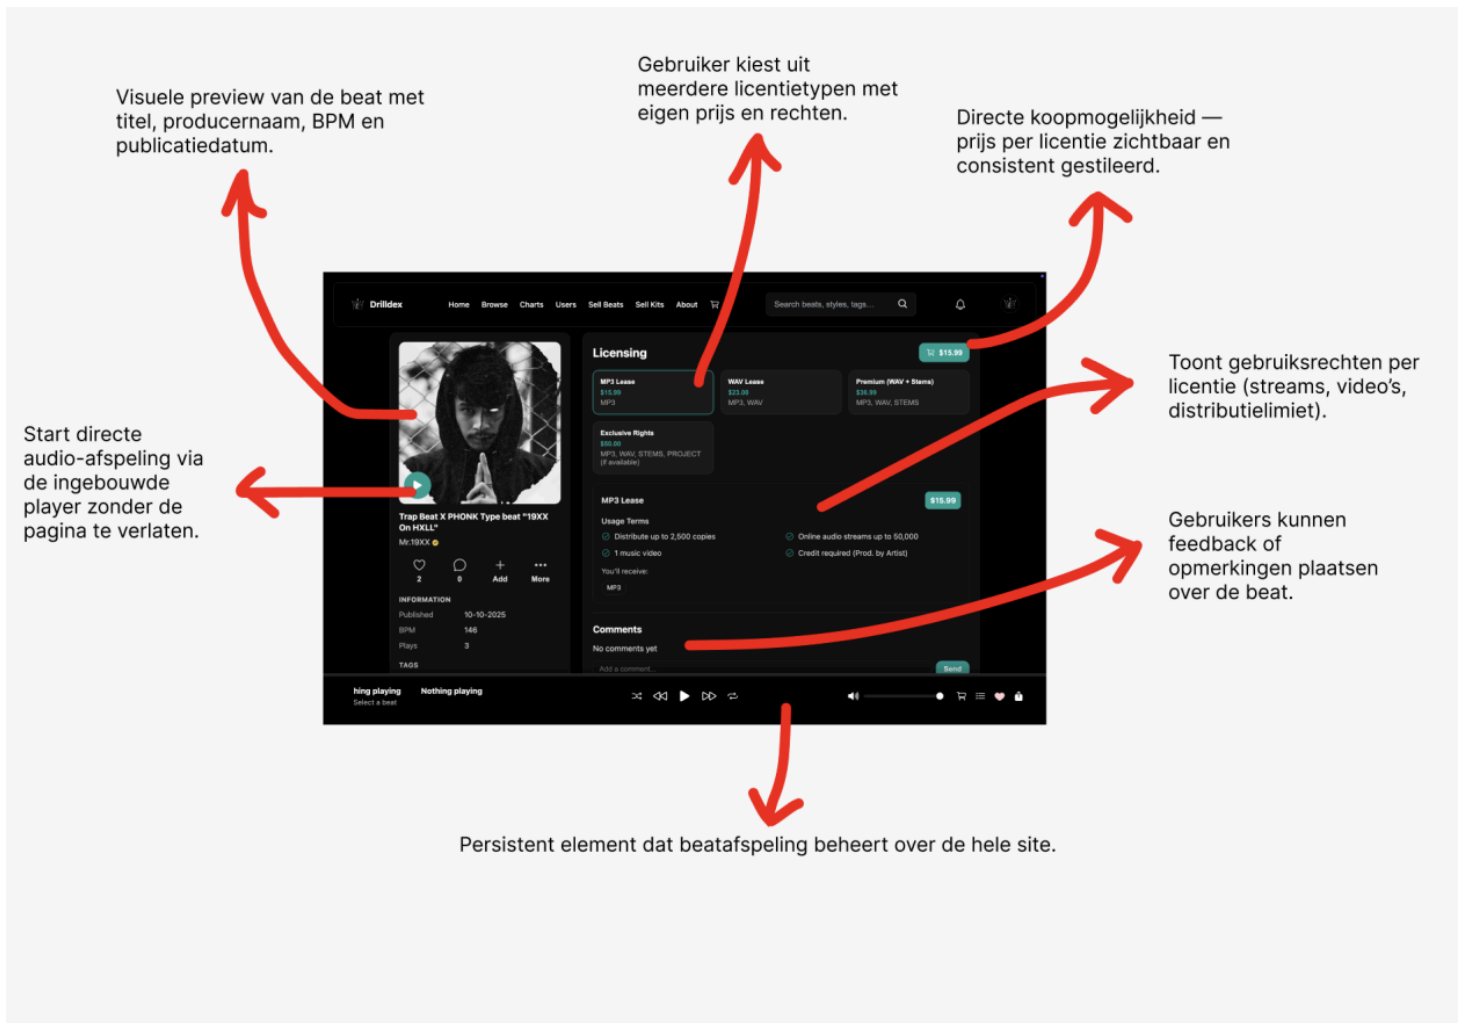 Gebruiker kiest uit
meerdere licentietypen met
eigen prijs en rechten.
Visuele preview van de beat met
titel, producernaam, BPM en
publicatiedatum.
Directe koopmogelijkheid —
prijs per licentie zichtbaar en
consistent gestileerd.
Drilldex
Home Browse Charts Users Sell Beats Sell Kits About
Search beats, styles, tags...
Licensing
$15.99
MP3 Lease
$15.99
MP3
WAV Lease
$23.00
MP3, WAV
Premium (WAV + Stems)
$36.99
MP3, WAV, STEMS
Exclusive Rights
$50.00
MP3, WAV, STEMS, PROJECT
(if available)
Toont gebruiksrechten per
licentie (streams, video's,
distributielimiet).
Start directe
audio-afspeling via
de ingebouwde
player zonder de
pagina te verlaten.
MP3 Lease
$15.99
Usage Terms
Distribute up to 2,500 copies
Online audio streams up to 50,000
1 music video
Credit required (Prod. by Artist)
You'll receive:
MP3
Trap Beat X PHONK Type beat "19XX
On HXLL"
Mr.19XX
2 0 Add More
INFORMATION
Published 10-10-2025
BPM 146
Plays 3
TAGS
Gebruikers kunnen
feedback of
opmerkingen plaatsen
over de beat.
Comments
No comments yet
Add a comment...
Send
hing playing Nothing playing
Select a beat
Persistent element dat beatafspeling beheert over de hele site.